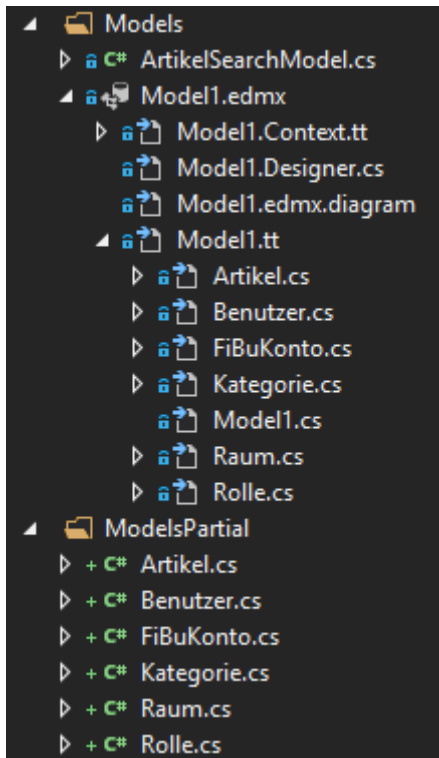 Models
C# ArtikelSearchModel.cs
Model1.edmx
Model1.Context.tt
Model1.Designer.cs
Model1.edmx.diagram
Model1.tt
Artikel.cs
Benutzer.cs
FiBuKonto.cs
Kategorie.cs
Model1.cs
Raum.cs
Rolle.cs
ModelsPartial
+ C# Artikel.cs
+ C# Benutzer.cs
+ C# FiBuKonto.cs
+ C# Kategorie.cs
+ C# Raum.cs
+ C# Rolle.cs